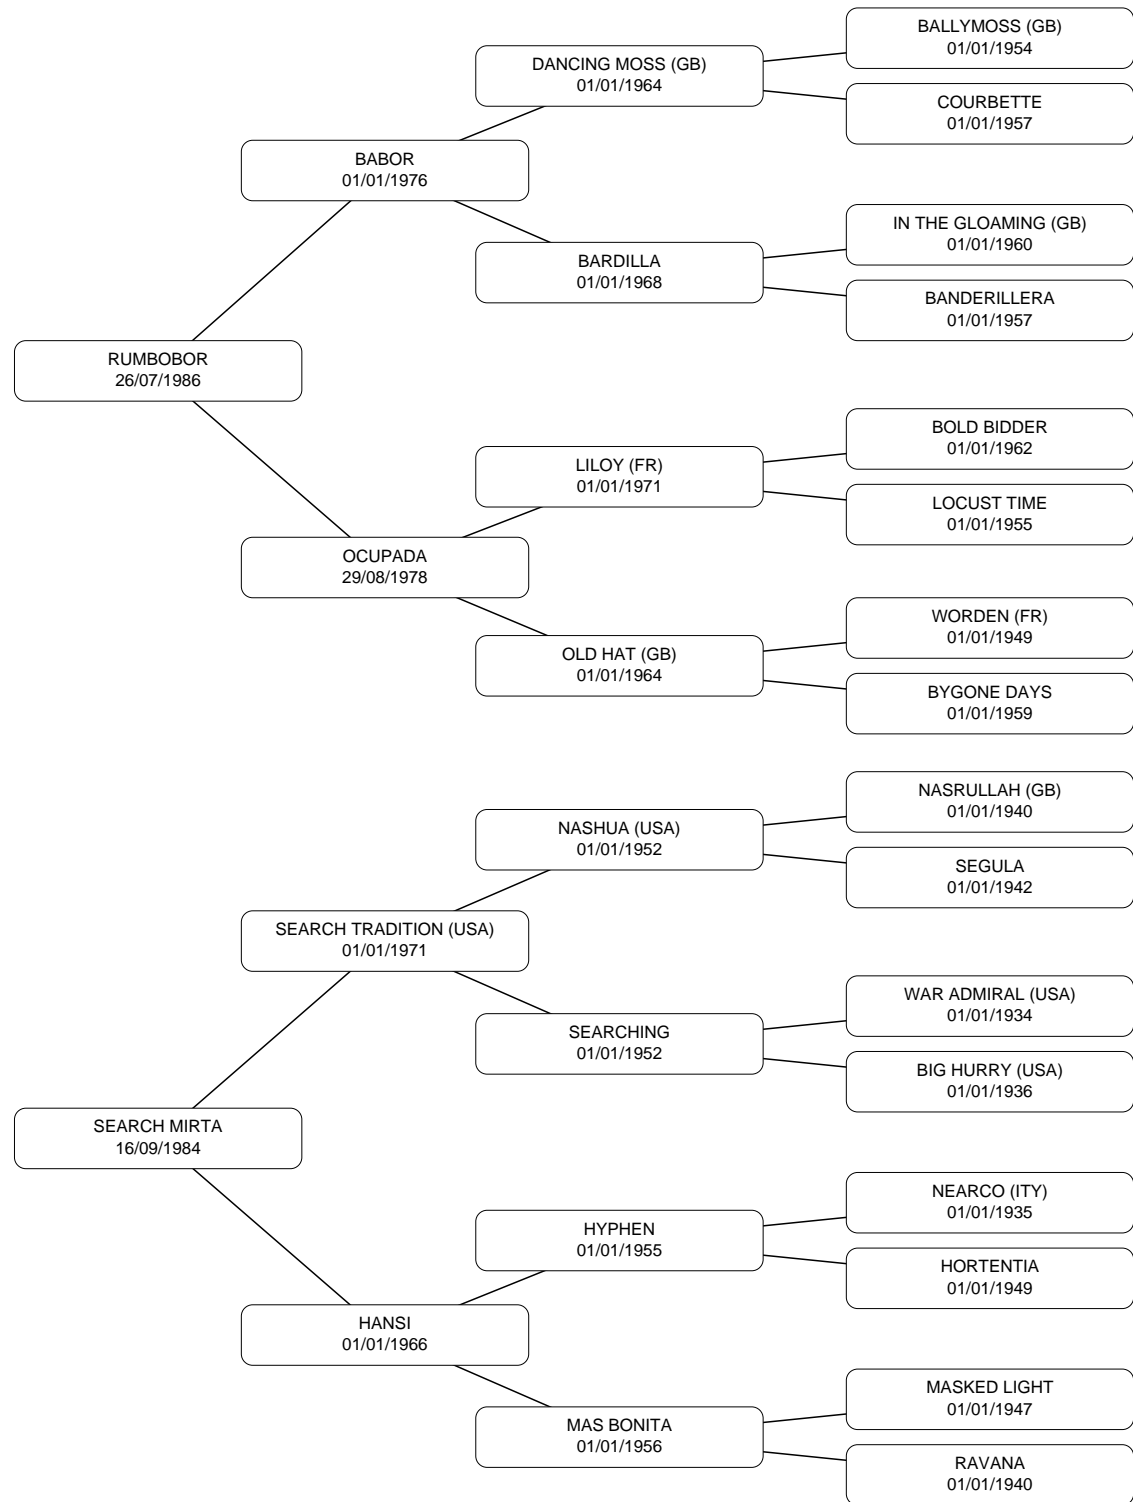 BALLYMOSS (GB)
01/01/1954
DANCING MOSS (GB)
01/01/1964
COURBETTE
01/01/1957
BABOR
01/01/1976
IN THE GLOAMING (GB)
01/01/1960
BARDILLA
01/01/1968
BANDERILLERA
01/01/1957
RUMBOBOR
26/07/1986
BOLD BIDDER
01/01/1962
LILOY (FR)
01/01/1971
LOCUST TIME
01/01/1955
OCUPADA
29/08/1978
WORDEN (FR)
01/01/1949
OLD HAT (GB)
01/01/1964
BYGONE DAYS
01/01/1959
NASRULLAH (GB)
01/01/1940
NASHUA (USA)
01/01/1952
SEGULA
01/01/1942
SEARCH TRADITION (USA)
01/01/1971
WAR ADMIRAL (USA)
01/01/1934
SEARCHING
01/01/1952
BIG HURRY (USA)
01/01/1936
SEARCH MIRTA
16/09/1984
NEARCO (ITY)
01/01/1935
HYPHEN
01/01/1955
HORTENTIA
01/01/1949
HANSI
01/01/1966
MASKED LIGHT
01/01/1947
MAS BONITA
01/01/1956
RAVANA
01/01/1940